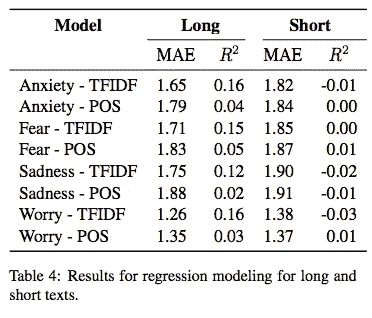 Model Long Short
MAE R² MAE R²
Anxiety - TFIDF 1.65 0.16 1.82 -0.01
Anxiety - POS 1.79 0.04 1.84 0.00
Fear - TFIDF 1.71 0.15 1.85 0.00
Fear - POS 1.83 0.05 1.87 0.01
Sadness - TFIDF 1.75 0.12 1.90 -0.02
Sadness - POS 1.88 0.02 1.91 -0.01
Worry - TFIDF 1.26 0.16 1.38 -0.03
Worry - POS 1.35 0.03 1.37 0.01
Table 4: Results for regression modeling for long and
short texts.